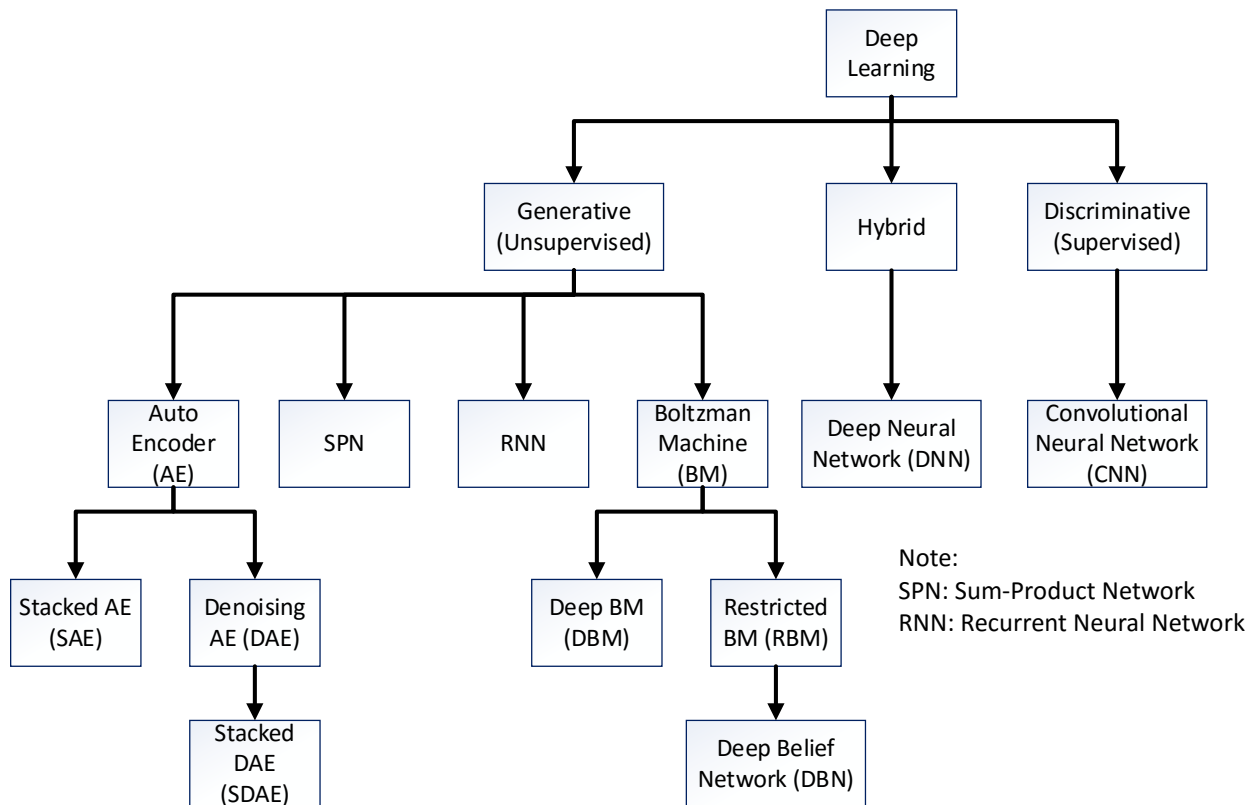 Deep
Learning
Generative
(Unsupervised)
Hybrid
Discriminative
(Supervised)
Auto
Encoder
(AE)
SPN
RNN
Boltzman
Machine
(BM)
Deep Neural
Network (DNN)
Convolutional
Neural Network
(CNN)
Stacked AE
(SAE)
Denoising
AE (DAE)
Deep BM
(DBM)
Restricted
BM (RBM)
Note:
SPN: Sum-Product Network
RNN: Recurrent Neural Network
Stacked
DAE
(SDAE)
Deep Belief
Network (DBN)